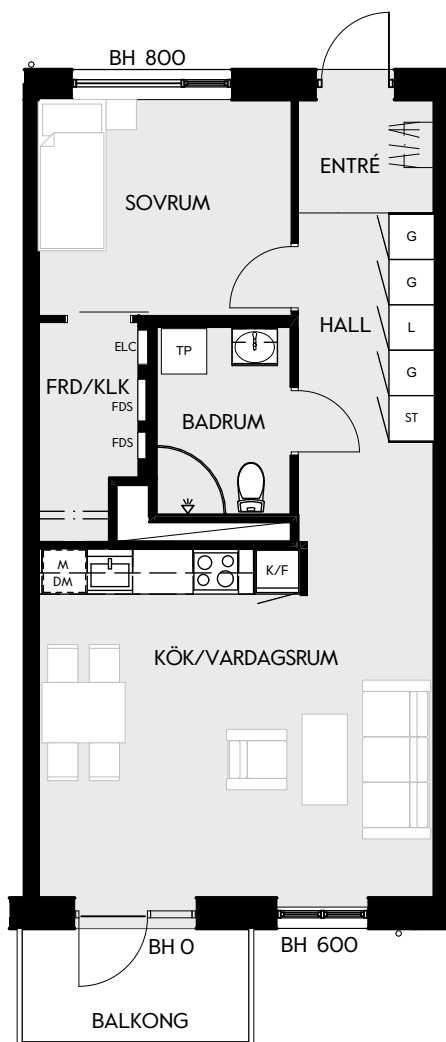 BH 800
ENTRÉ
SOVRUM
G
G
HALL
L
ELC
TP
FRD/KLK
G
FDS
BADRUM
ST
FDS
M
DM
K/F
KÖK/VARDAGSRUM
BH 0
BH 600
BALKONG